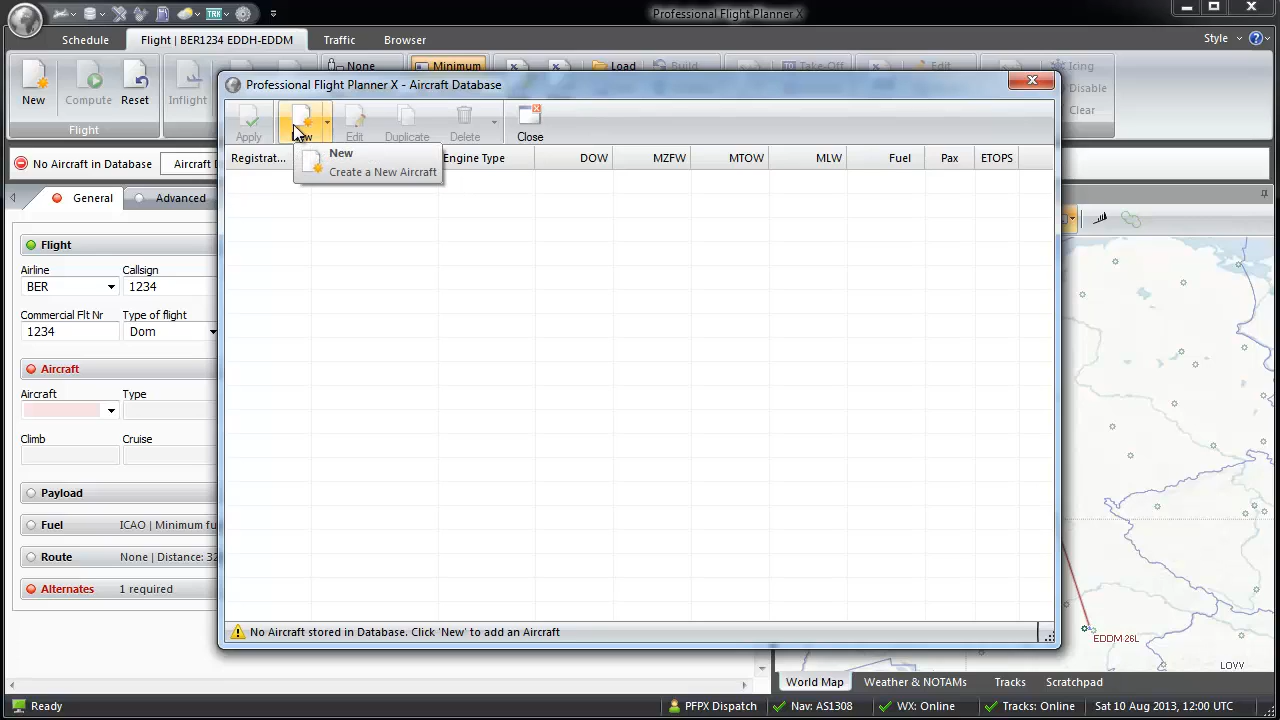 TRK
Professional Flight Planner X
Schedule
Flight | BER1234 EDDH-EDDM
Traffic
Browser
Style
New
Compute
Reset
Inflight
None
Minimum
Load
Build
Take-Off
Edit
Icing
Disable
Clear
Flight
Professional Flight Planner X - Aircraft Database
Apply
Edit
Duplicate
Delete
Close
No Aircraft in Database
Aircraft
Registrat...
Engine Type
DOW
MZFW
MTOW
MLW
Fuel
Pax
ETOPS
New
Create a New Aircraft
General
Advanced
Flight
Airline
Callsign
BER
1234
Commercial Flt Nr
Type of flight
1234
Dom
Aircraft
Aircraft
Type
Climb
Cruise
Payload
Fuel
ICAO | Minimum
Route
None | Distance:
Alternates
1 required
No Aircraft stored in Database. Click 'New' to add an Aircraft
EDDM 26L
LOVV
World Map
Weather & NOTAMs
Tracks
Scratchpad
Ready
PFPX Dispatch
Nav: AS1308
WX: Online
Tracks: Online
Sat 10 Aug 2013, 12:00 UTC